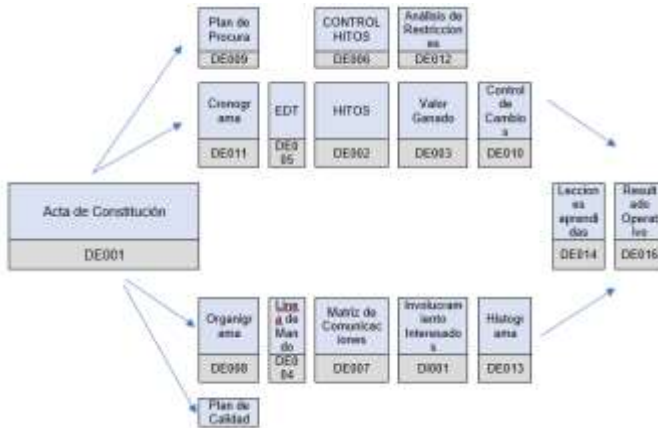 Plan de
Procura
DE009
CONTROL
HITOS
DE006
Análisis de
Restriccion
es
DE012
Cronogr
ama
DE011
EDT
DE0
05
HITOS
DE002
Valor
Ganado
DE003
Control
de
Cambio
s
DE010
Acta de Constitución
DE001
Leccion
es
aprendi
das
DE014
Result
ado
Operat
ivo
DE016
Organigr
ama
DE008
Líne
a de
Man
do
DE0
04
Matriz de
Comunicac
iones
DE007
Involucram
iento
Interesado
s
DI001
Histogr
ama
DE013
Plan de
Calidad